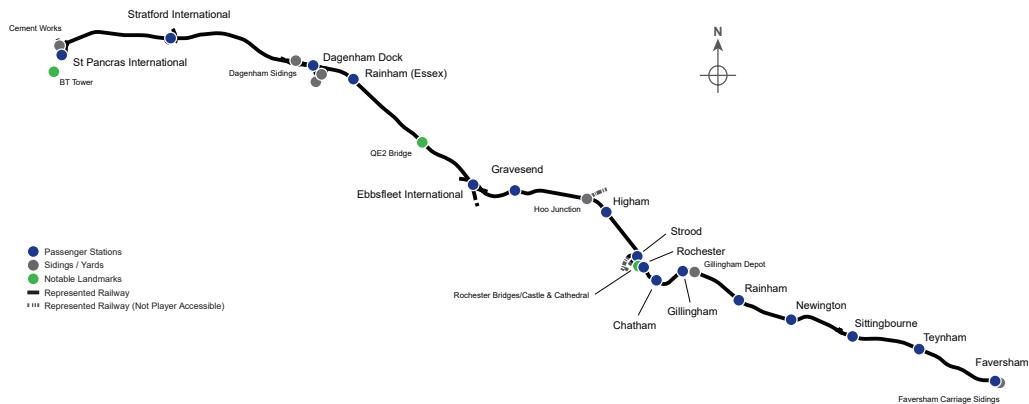 Stratford International
Cement Works
St Pancras International
BT Tower
Dagenham Dock
Dagenham Sidings
Rainham (Essex)
N
QE2 Bridge
Gravesend
Ebbsfleet International
Hoo Junction
Higham
Strood
Rochester
Gillingham Depot
Rochester Bridges/Castle & Cathedral
Rainham
Gillingham
Chatham
Newington
Sittingbourne
Teynham
Faversham
Faversham Carriage Sidings
Passenger Stations
Sidings / Yards
Notable Landmarks
Represented Railway
Represented Railway (Not Player Accessible)